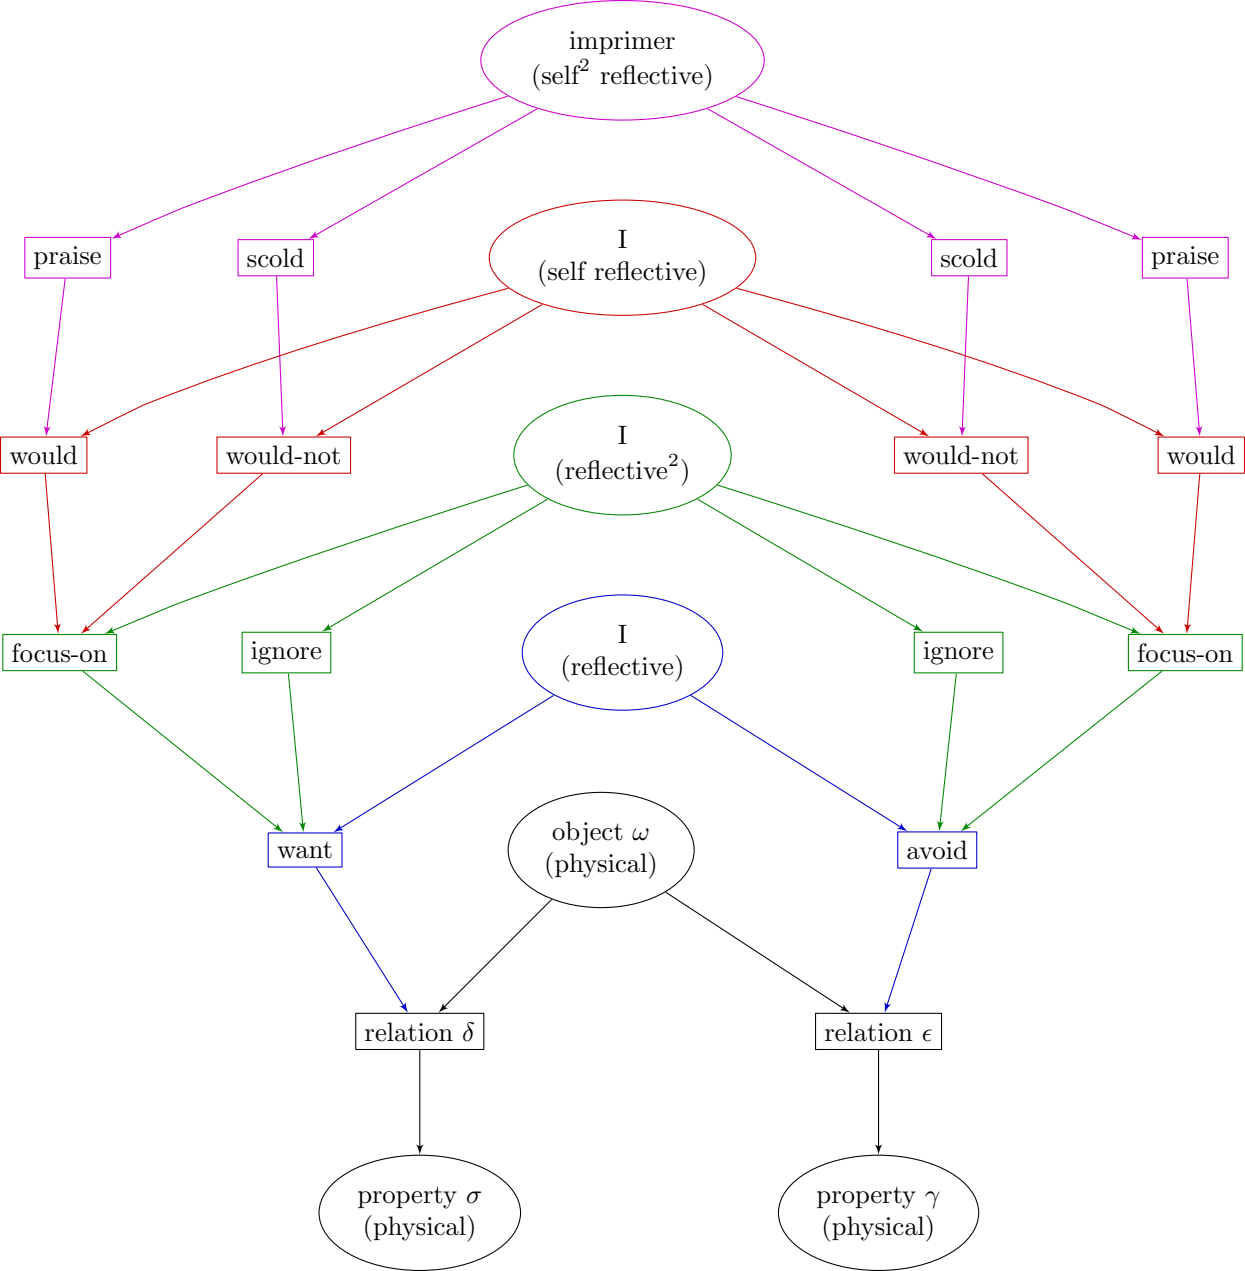 imprimer
(self² reflective)
praise
scold
I
(self reflective)
scold
praise
would
would-not
I
(reflective²)
would-not
would
focus-on
ignore
I
(reflective)
ignore
focus-on
want
object ω
(physical)
avoid
relation δ
relation ϵ
property σ
(physical)
property γ
(physical)